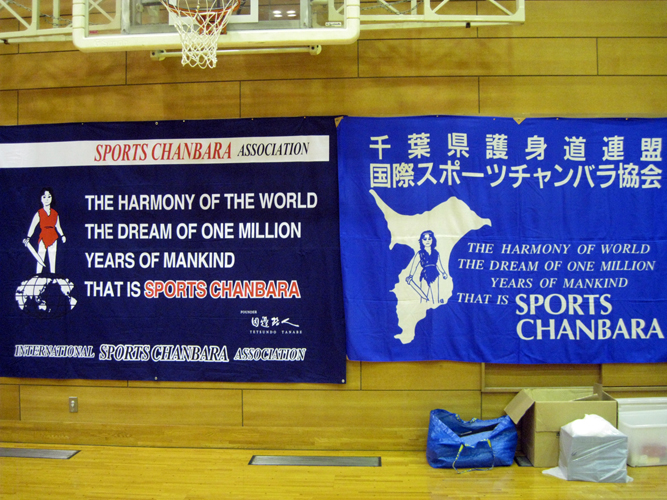 SPORTS CHANBARA ASSOCIATION
THE HARMONY OF THE WORLD
THE DREAM OF ONE MILLION
YEARS OF MANKIND
THAT IS SPORTS CHANBARA
FOUNDER
TETSUNDO TANABE
INTERNATIONAL SPORTS CHANBARA ASSOCIATION
千葉県護身道連盟
国際スポーツチャンバラ協会
THE HARMONY OF WORLD
THE DREAM OF ONE MILLION
YEARS OF MANKIND
THAT IS SPORTS
CHANBARA